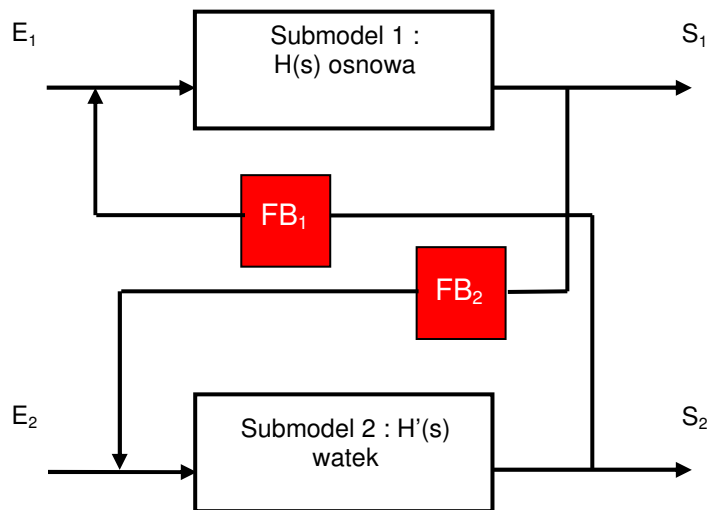 E₁
Submodel 1 :
H(s) osnowa
S₁
FB₁
FB₂
E₂
Submodel 2 : H'(s)
watek
S₂